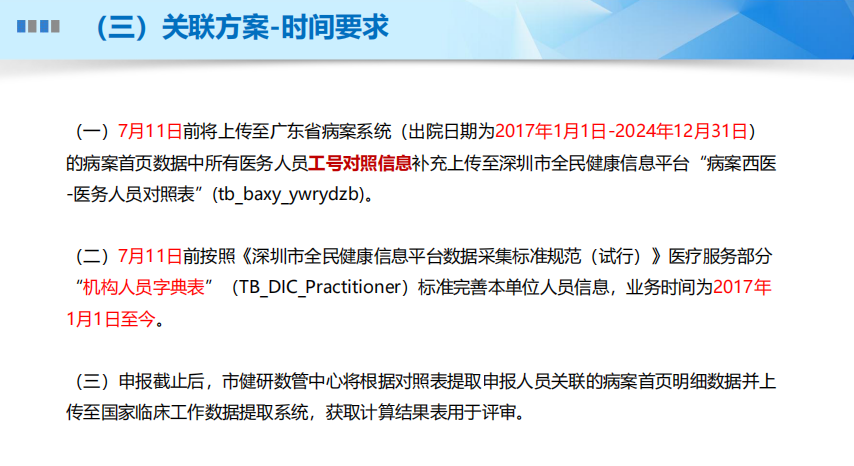 （三）关联方案-时间要求
（一）7月11日前将上传至广东省病案系统（出院日期为2017年1月1日-2024年12月31日）
的病案首页数据中所有医务人员工号对照信息补充上传至深圳市全民健康信息平台“病案西医
-医务人员对照表”(tb_baxy_ywrydzb)。
（二）7月11日前按照《深圳市全民健康信息平台数据采集标准规范（试行）》医疗服务部分
“机构人员字典表”（TB_DIC_Practitioner）标准完善本单位人员信息，业务时间为2017年
1月1日至今。
（三）申报截止后，市健研数管中心将根据对照表提取申报人员关联的病案首页明细数据并上
传至国家临床工作数据提取系统，获取计算结果表用于评审。